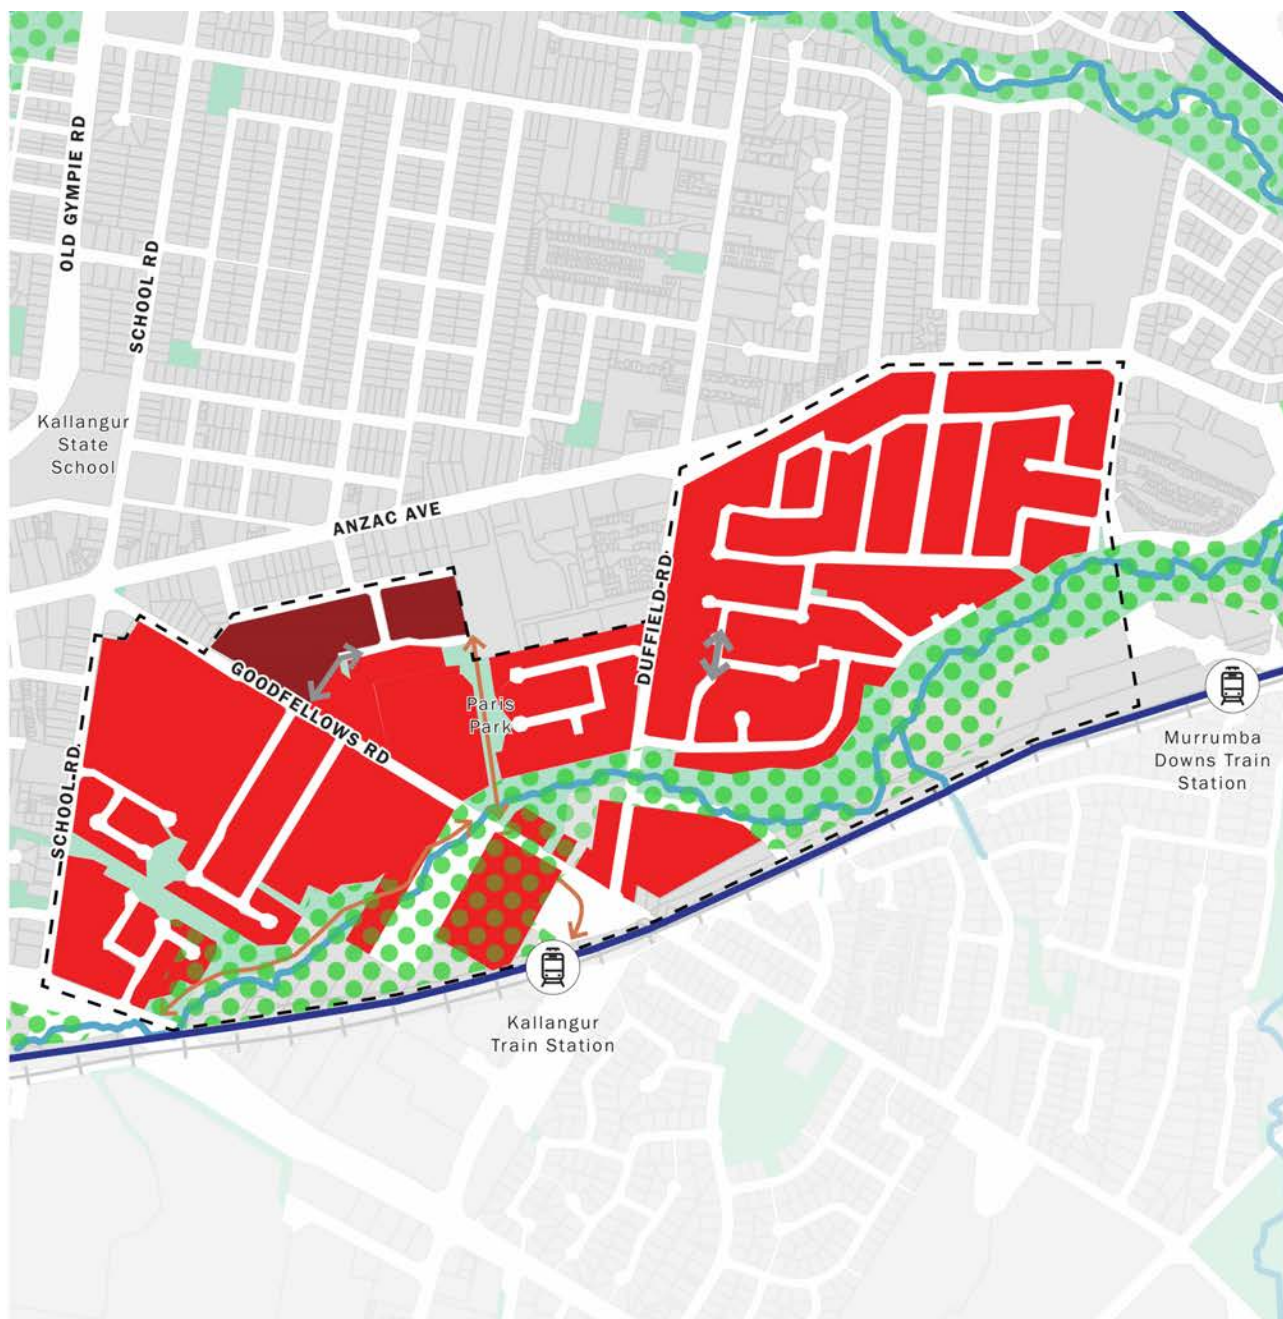 OLD GYMPIE RD
SCHOOL RD
Kallangur
State
School
ANZAC AVE
DUFFIELD RD.
GOODFELLOWS RD
Paris
Park
SCHOOL RD.
Murrumba
Downs Train
Station
Kallangur
Train Station